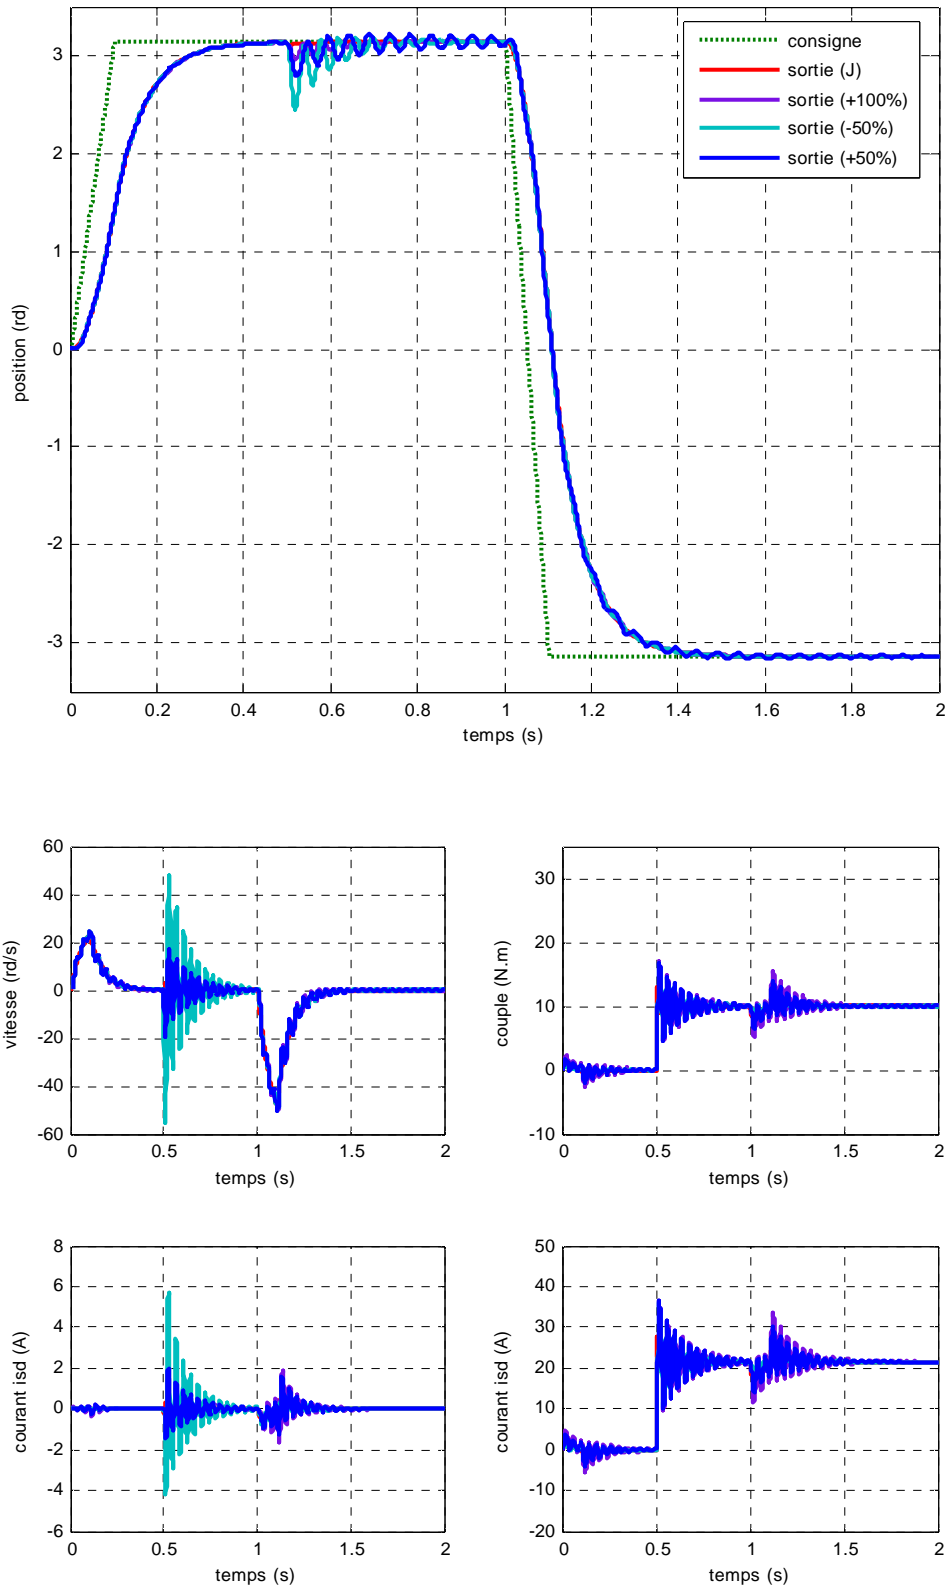 3
2
1
0
-1
-2
-3
position (rd)
consigne
sortie (J)
sortie (+100%)
sortie (-50%)
sortie (+50%)
0 0.2 0.4 0.6 0.8 1 1.2 1.4 1.6 1.8 2
temps (s)
60
40
20
0
-20
-40
-60
vitesse (rd/s)
0 0.5 1 1.5 2
temps (s)
30
20
10
0
-10
couple (N.m)
0 0.5 1 1.5 2
temps (s)
8
6
4
2
0
-2
-4
-6
courant isd (A)
0 0.5 1 1.5 2
temps (s)
50
40
30
20
10
0
-10
-20
courant isd (A)
0 0.5 1 1.5 2
temps (s)